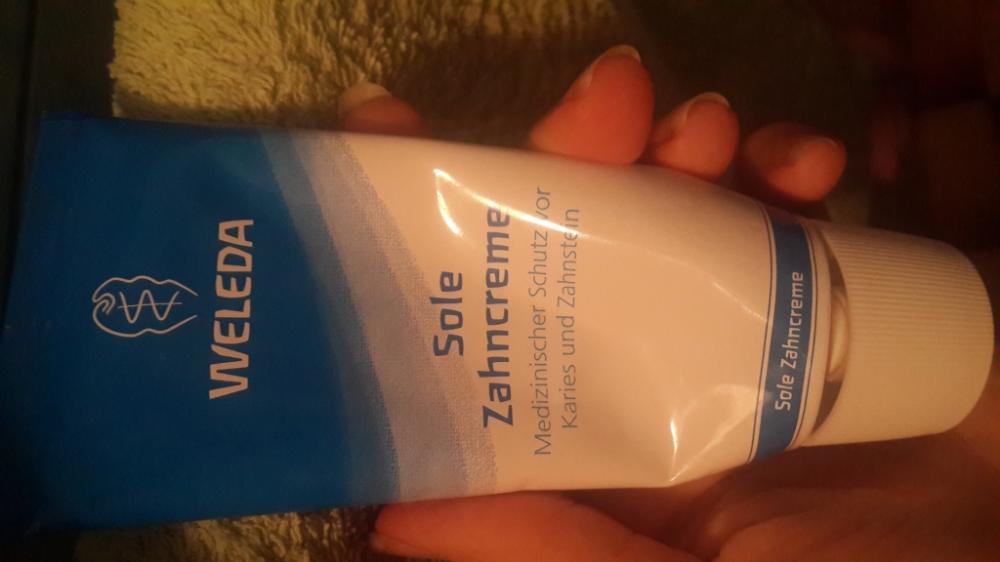 WELEDA
Sole
Zahncreme
Medizinischer Schutz vor
Karies und Zahnstein
Sole Zahncreme